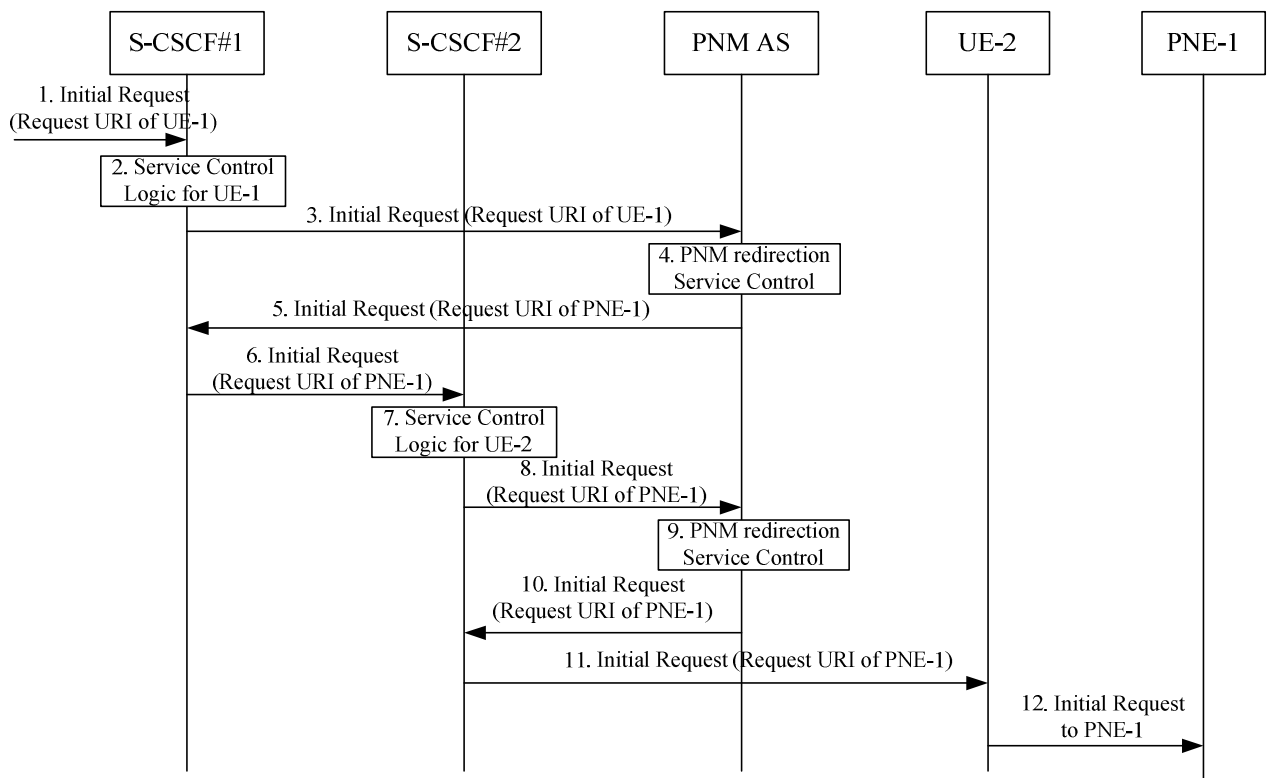 S-CSCF#1
S-CSCF#2
PNM AS
UE-2
PNE-1
1. Initial Request
(Request URI of UE-1)
2. Service Control
Logic for UE-1
3. Initial Request (Request URI of UE-1)
4. PNM redirection
Service Control
5. Initial Request (Request URI of PNE-1)
6. Initial Request
(Request URI of PNE-1)
7. Service Control
Logic for UE-2
8. Initial Request
(Request URI of PNE-1)
9. PNM redirection
Service Control
10. Initial Request
(Request URI of PNE-1)
11. Initial Request (Request URI of PNE-1)
12. Initial Request
to PNE-1